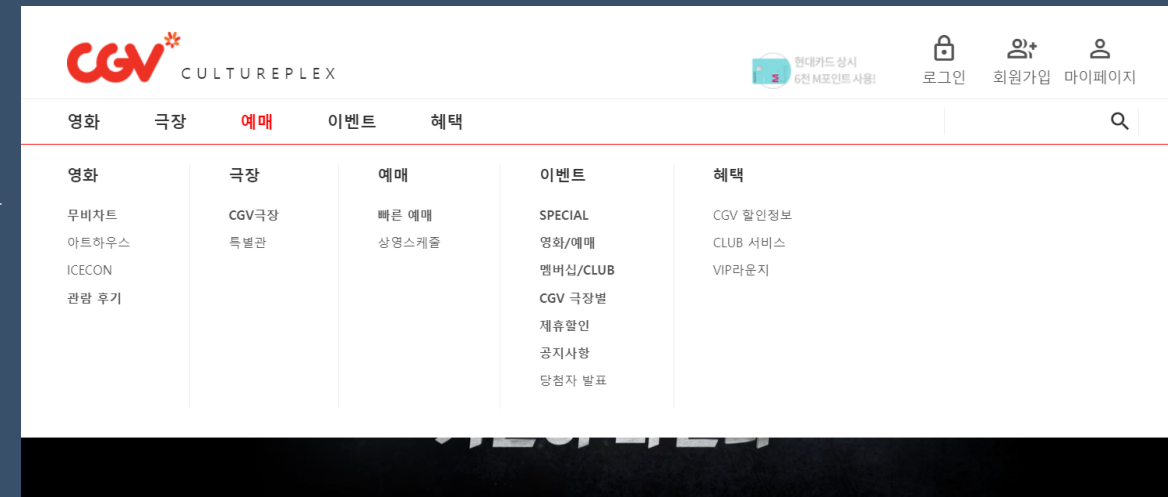 CGV
CULTUREPLEX
현대카드 상시
6천 M포인트 사용!
로그인 회원가입 마이페이지
영화 극장 예매 이벤트 혜택
영화 극장 예매 이벤트 혜택
무비차트 CGV극장 빠른 예매 SPECIAL CGV 할인정보
아트하우스 특별관 상영스케줄 영화/예매 CLUB 서비스
ICECON 멤버십/CLUB VIP라운지
관람 후기 CGV 극장별
제휴할인
공지사항
당첨자 발표